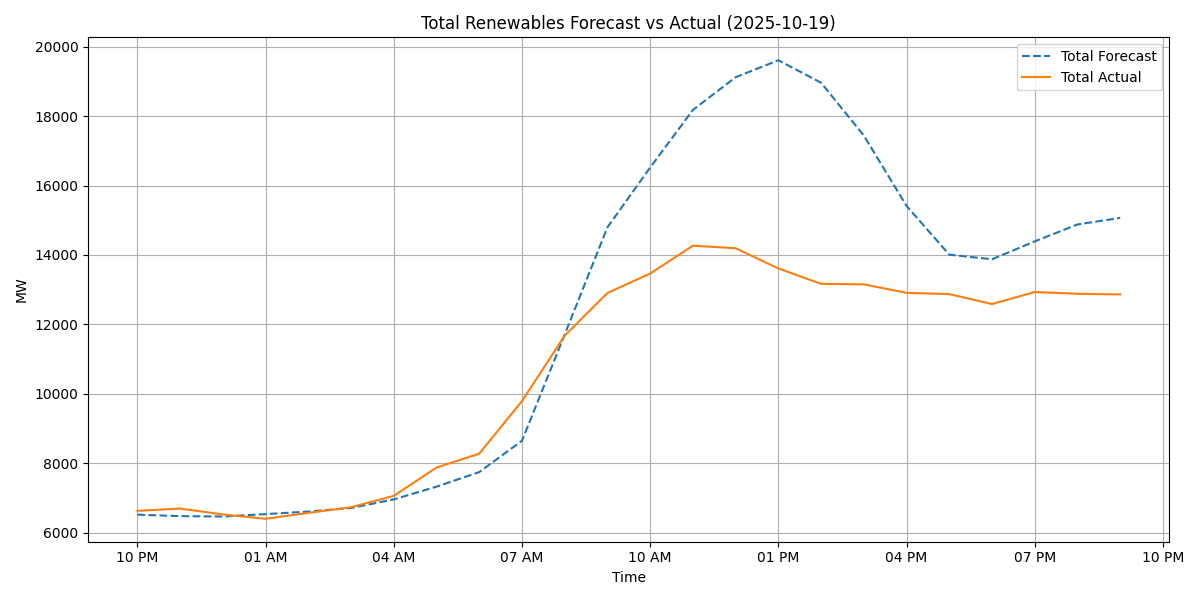 Total Renewables Forecast vs Actual (2025-10-19)
Total Forecast
Total Actual
20000
18000
16000
14000
12000
10000
8000
6000
MW
10 PM 01 AM 04 AM 07 AM 10 AM 01 PM 04 PM 07 PM 10 PM
Time